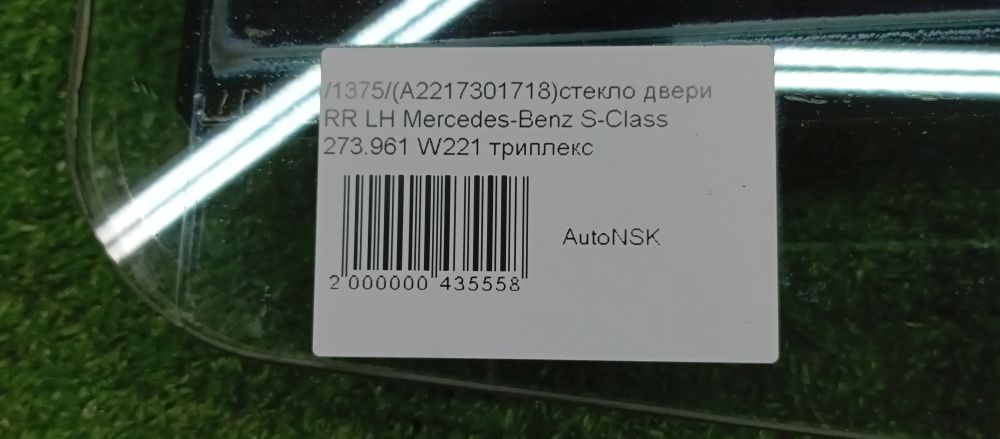 /1375/(A2217301718)стекло двери
RR LH Mercedes-Benz S-Class
273.961 W221 триплекс
AutoNSK
2 000000 435558